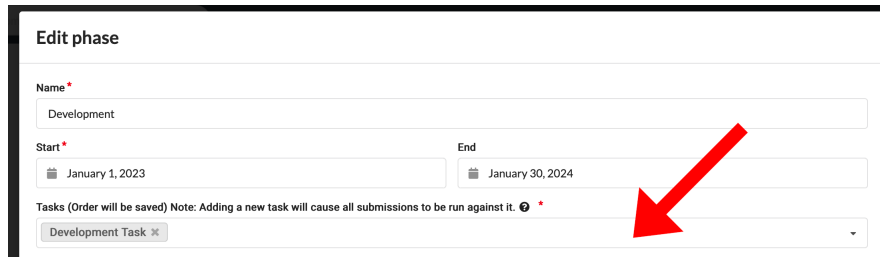 Edit phase
Name *
Development
Start *
End
January 1, 2023
January 30, 2024
Tasks (Order will be saved) Note: Adding a new task will cause all submissions to be run against it. ? *
Development Task ✖